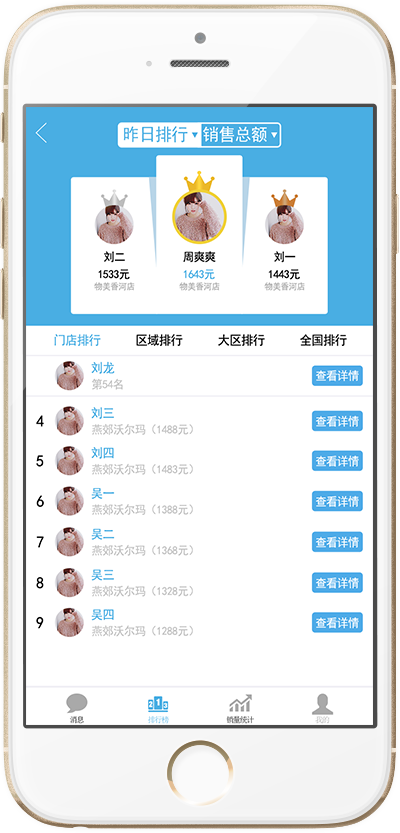 昨日排行▼ 销售总额▼
刘二 周爽爽 刘一
1533元 1643元 1443元
物美香河店 物美香河店 物美香河店
门店排行 区域排行 大区排行 全国排行
刘龙
第54名
查看详情
4 刘三
燕郊沃尔玛（1488元）
查看详情
5 刘四
燕郊沃尔玛（1483元）
查看详情
6 吴一
燕郊沃尔玛（1388元）
查看详情
7 吴二
燕郊沃尔玛（1368元）
查看详情
8 吴三
燕郊沃尔玛（1328元）
查看详情
9 吴四
燕郊沃尔玛（1288元）
查看详情
消息 排行榜 销量统计 我的